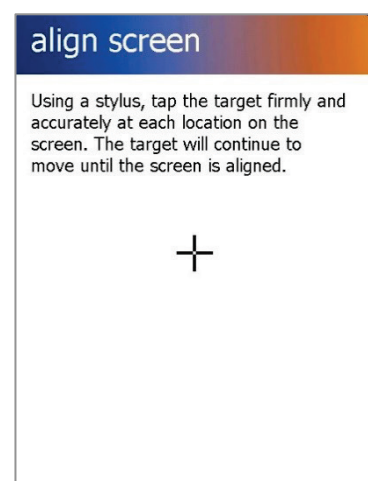 align screen
Using a stylus, tap the target firmly and
accurately at each location on the
screen. The target will continue to
move until the screen is aligned.